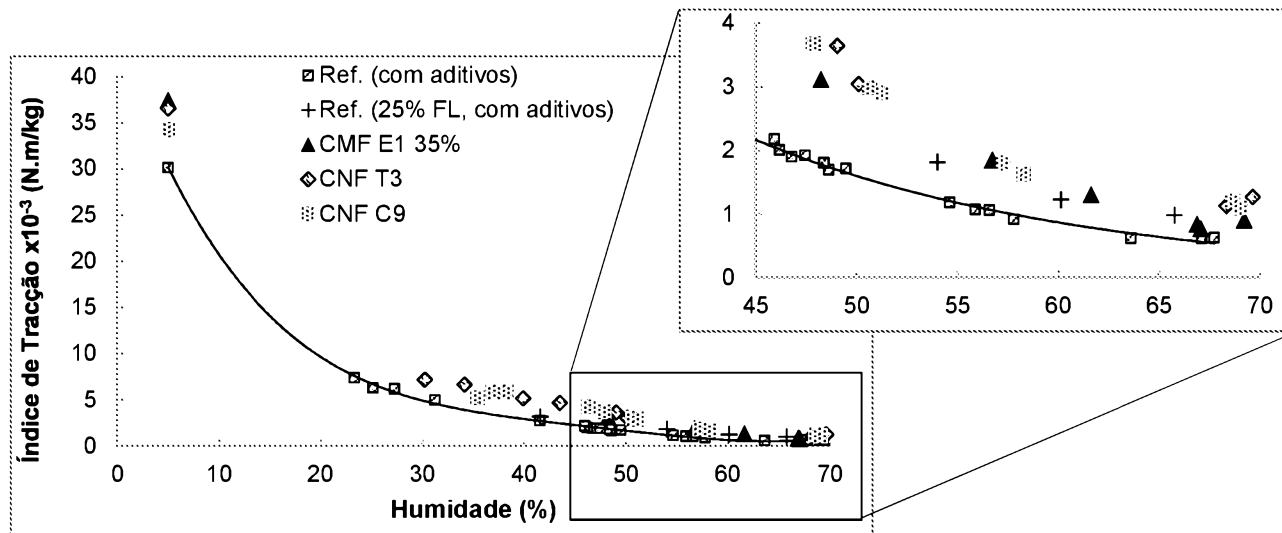 Índice de Tracção x10⁻³ (N.m/kg)
40
35
30
25
20
15
10
5
0
0 10 20 30 40 50 60 70
Humidade (%)
Ref. (com aditivos)
Ref. (25% FL, com aditivos)
CMF E1 35%
CNF T3
CNF C9
4
3
2
1
0
45 50 55 60 65 70